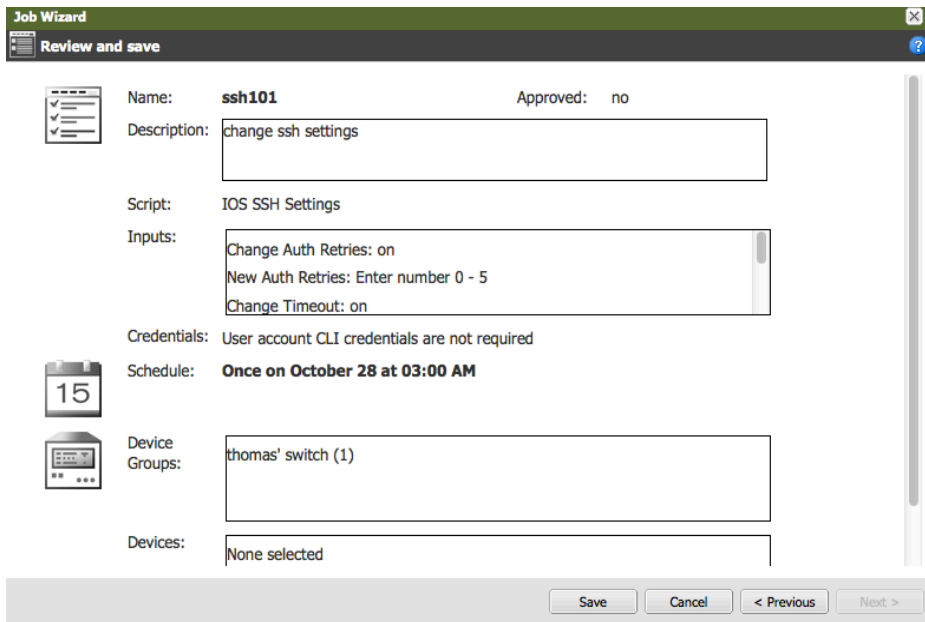 Job Wizard
Review and save
?
Name: ssh101 Approved: no
Description: change ssh settings
Script: IOS SSH Settings
Inputs: Change Auth Retries: on
New Auth Retries: Enter number 0 - 5
Change Timeout: on
Credentials: User account CLI credentials are not required
Schedule: Once on October 28 at 03:00 AM
15
Device
Groups: thomas' switch (1)
Devices: None selected
Save Cancel < Previous Next >